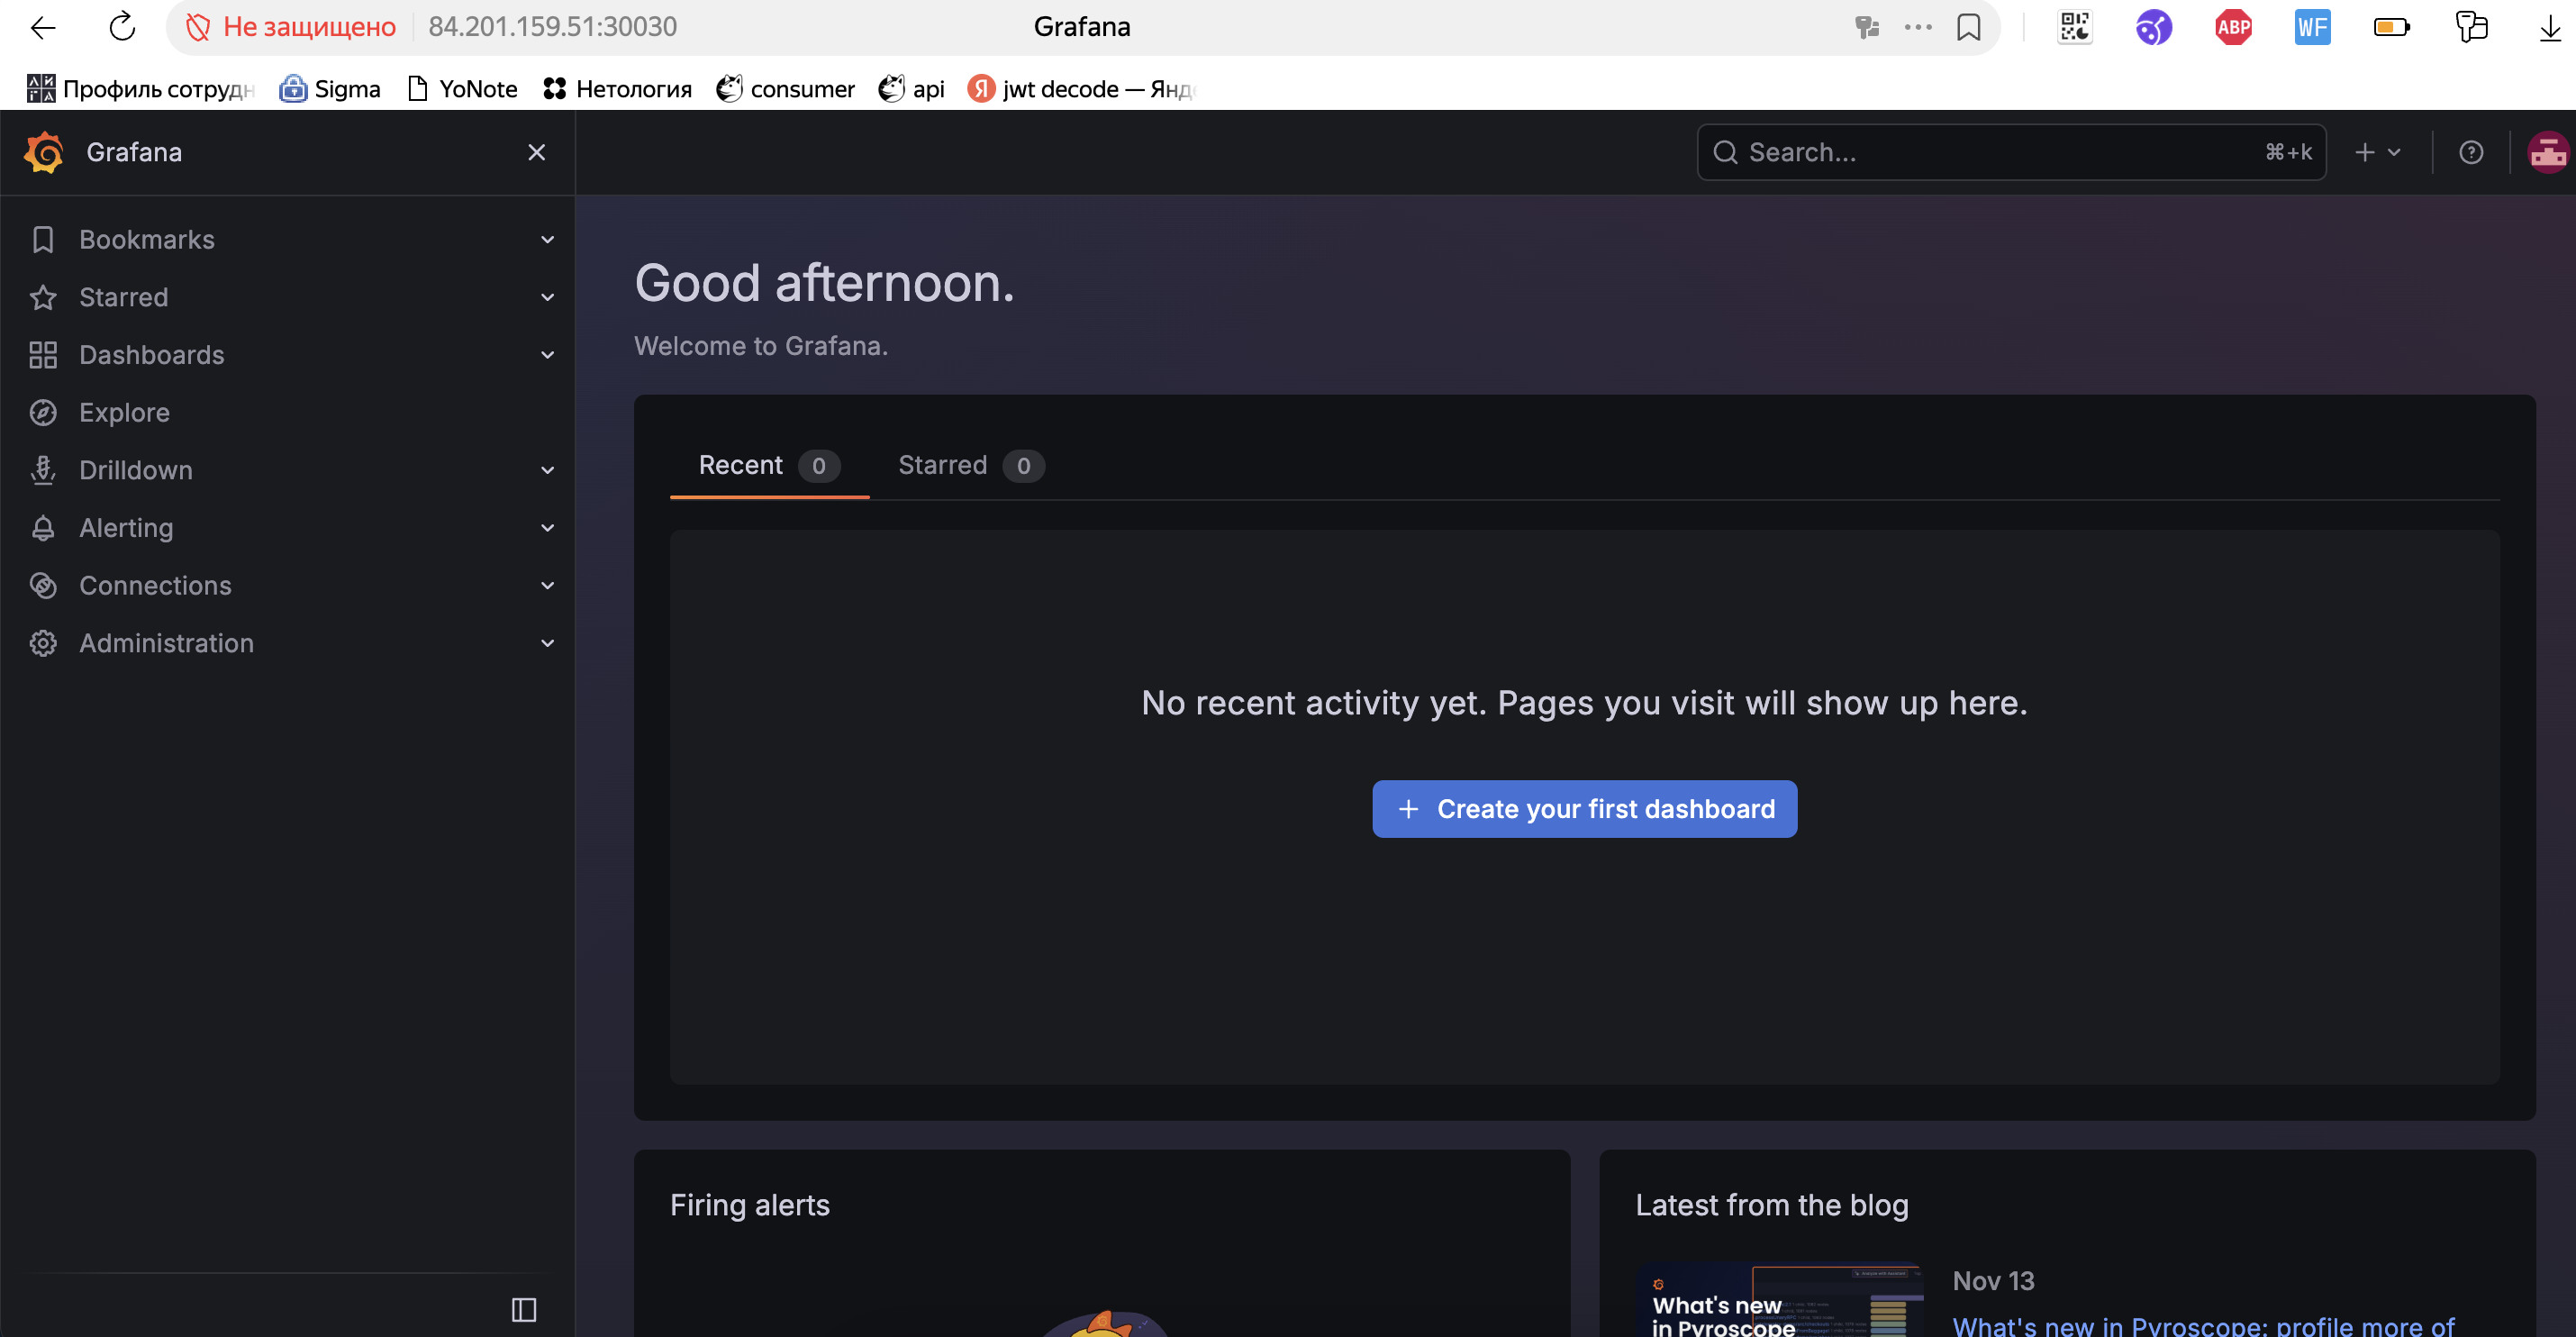 Не защищено 84.201.159.51:30030 Grafana
ABP WF
Профиль сотрудн Sigma YoNote Нетология consumer api jwt decode — Янд
Grafana
Search... ⌘+k
Bookmarks
Starred
Dashboards
Explore
Drilldown
Alerting
Connections
Administration
Good afternoon.
Welcome to Grafana.
Recent 0 Starred 0
No recent activity yet. Pages you visit will show up here.
+ Create your first dashboard
Firing alerts
Latest from the blog
What's new
in Pyroscope
Nov 13
What's new in Pyroscope: profile more of